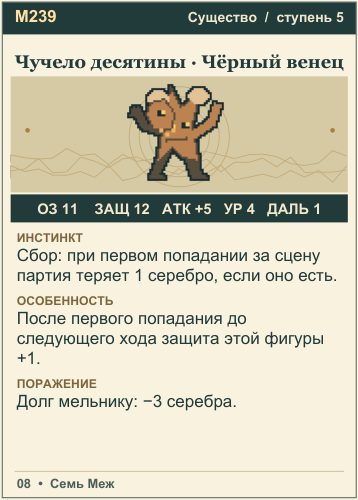 М239
Существо / ступень 5
Чучело десятины · Чёрный венец
ОЗ 11 ЗАЩ 12 АТК +5 УР 4 ДАЛЬ 1
ИНСТИНКТ
Сбор: при первом попадании за сцену
партия теряет 1 серебро, если оно есть.
ОСОБЕННОСТЬ
После первого попадания до
следующего хода защита этой фигуры
+1.
ПОРАЖЕНИЕ
Долг мельнику: −3 серебра.
08 • Семь Меж